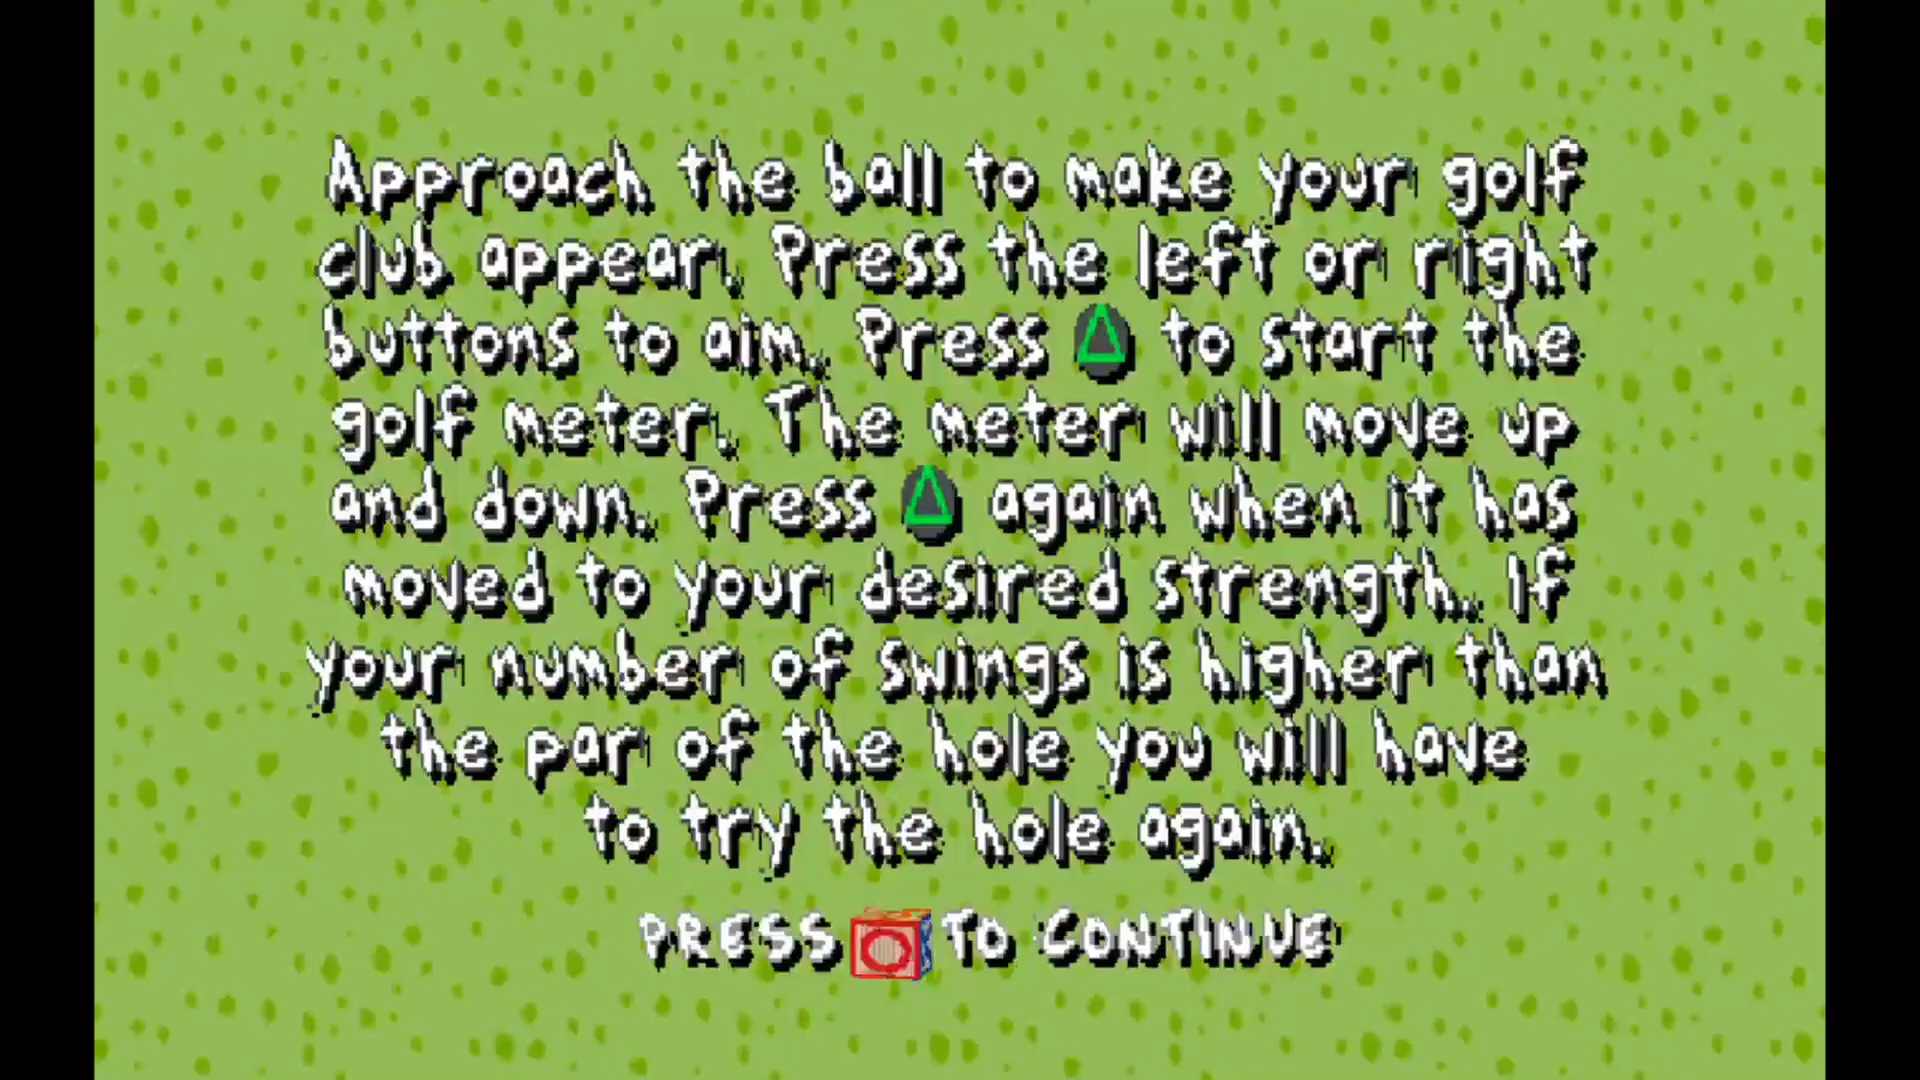 Approach the ball to make your golf
club appear. Press the left or right
buttons to aim. Press △ to start the
golf meter. The meter will move up
and down. Press △ again when it has
moved to your desired strength. If
your number of swings is higher than
the par of the hole you will have
to try the hole again.
PRESS ○ TO CONTINUE